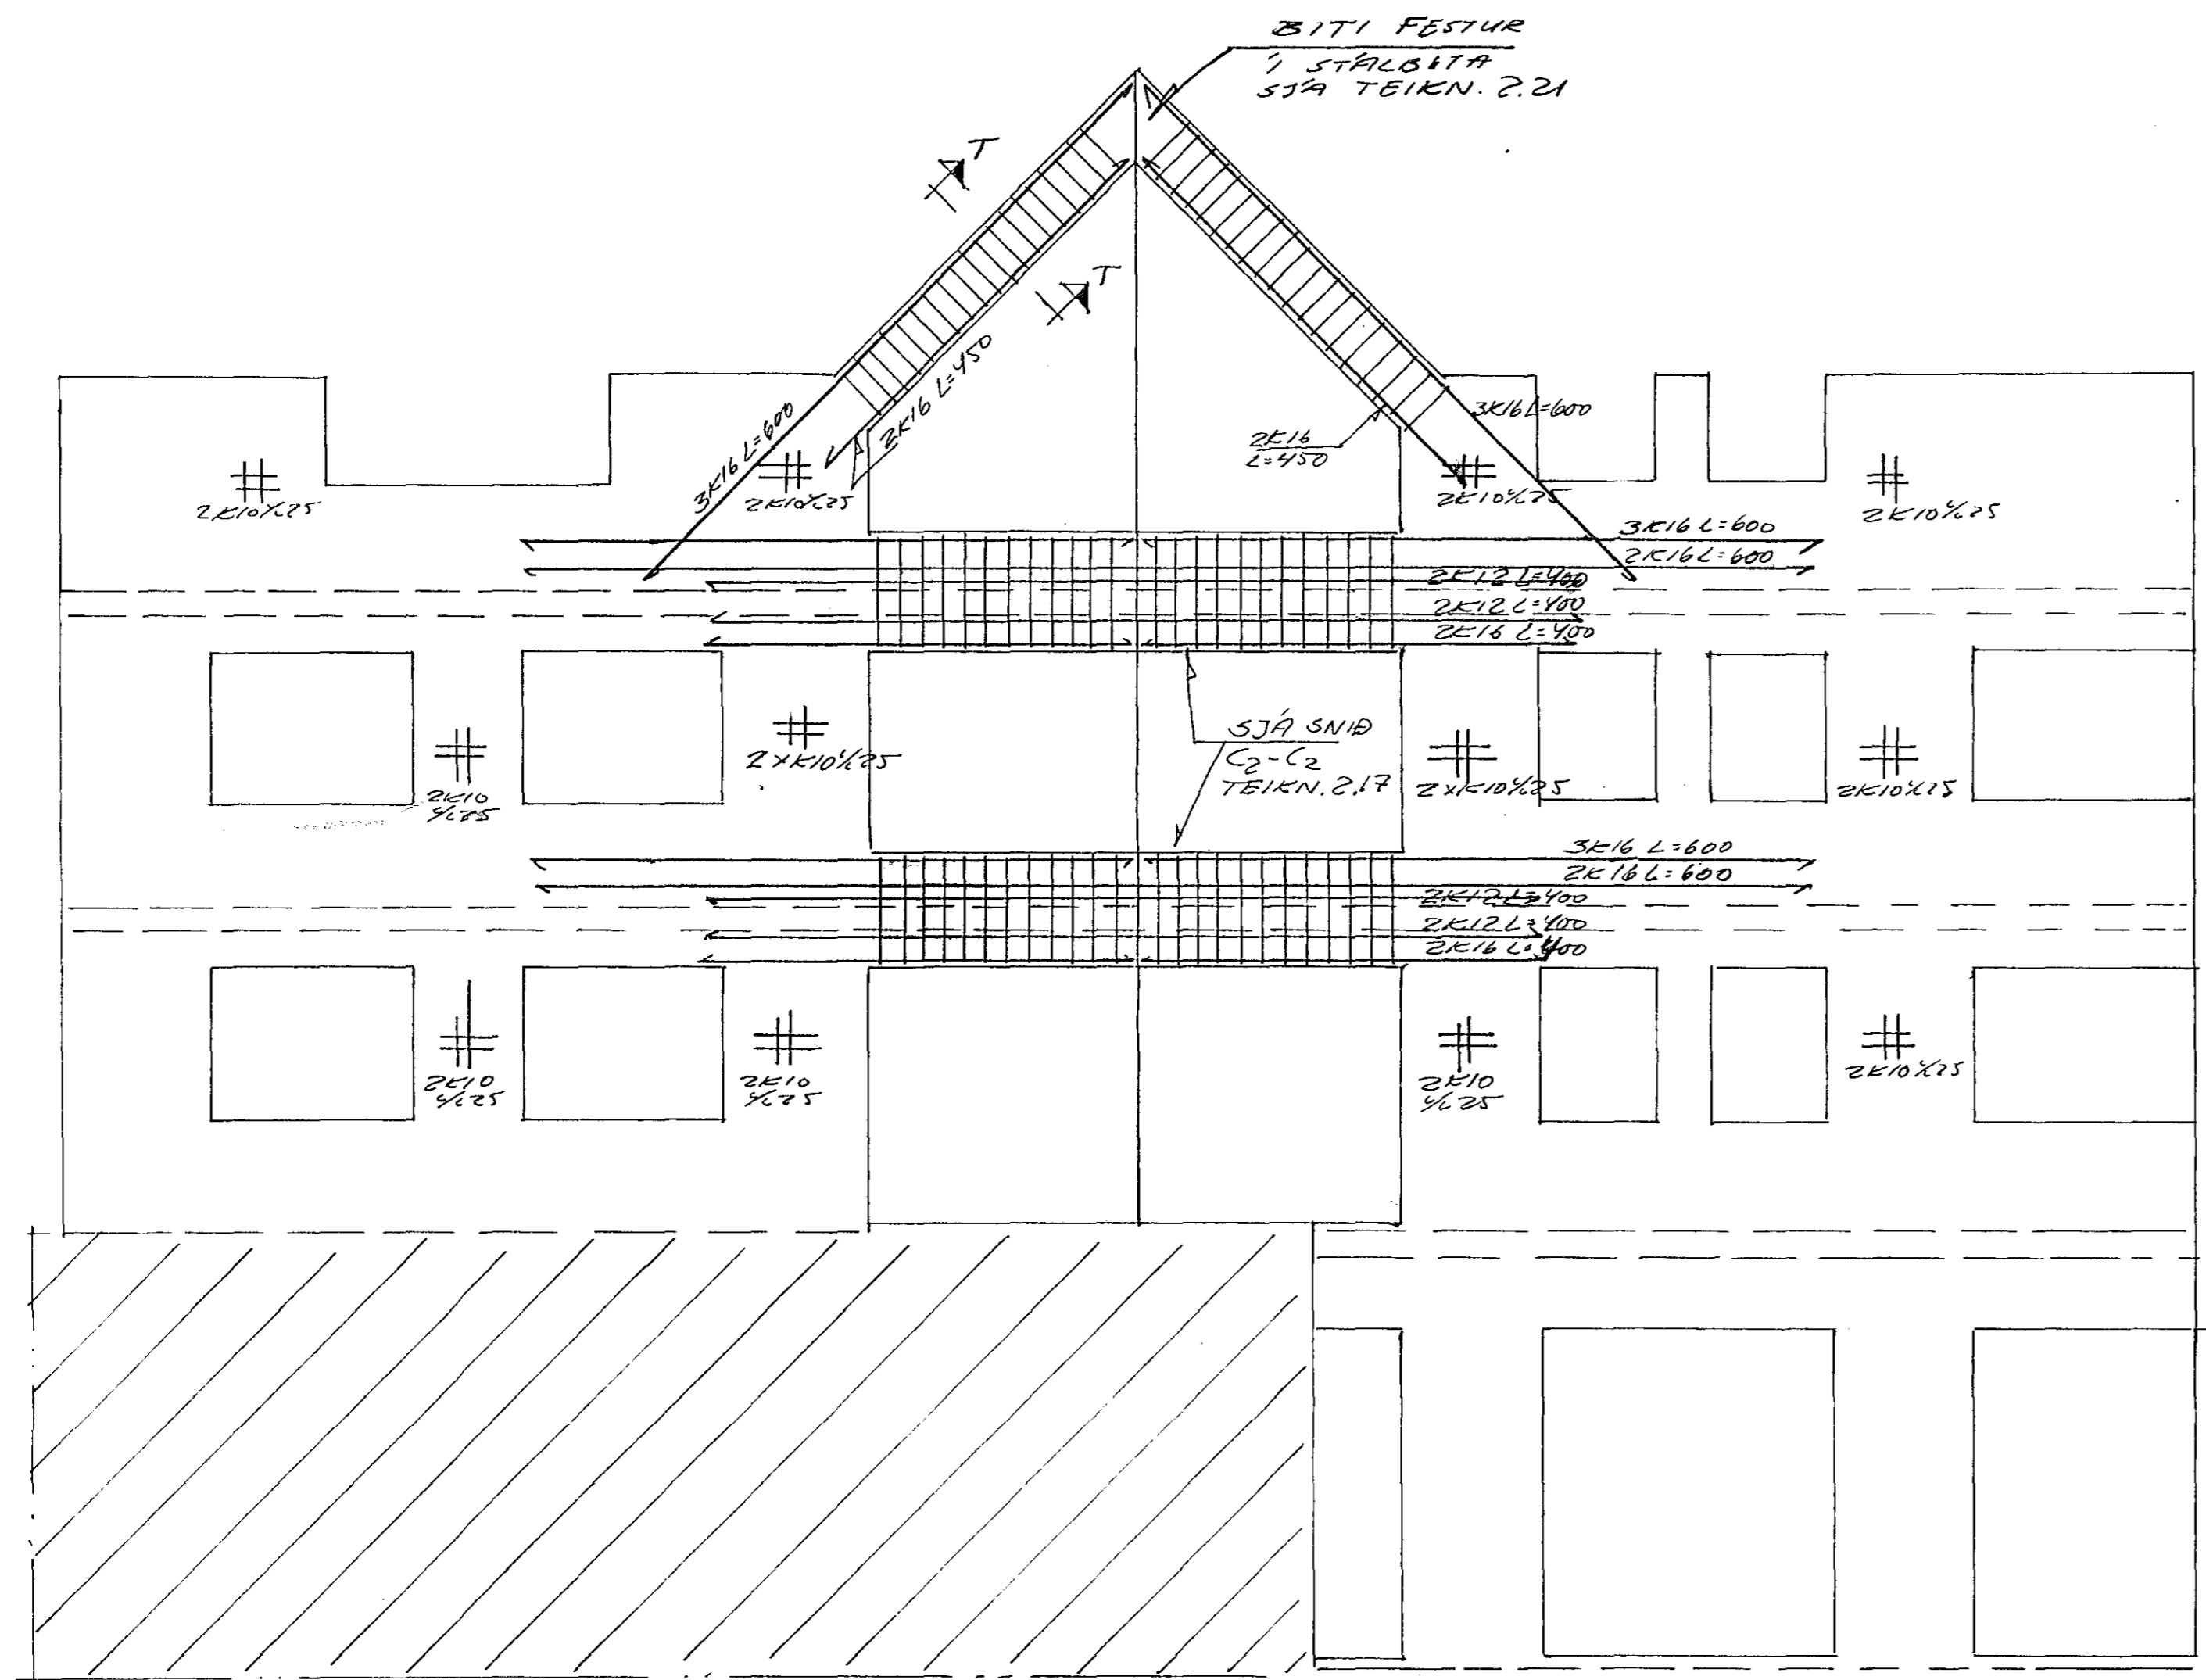 BITI FESTUR
Í STÁLBITA
SJÁ TEIKN. 2.21
T
T
2K16 L=450
3K16 L=600
3K16 L=600
2K16
L=450
2K10 c/c 25
2K10 c/c 25
2K10 c/c 25
2K10 c/c 25
3K16 L=600
2K16 L=600
2K12 L=400
2K12 L=400
2K16 L=400
SJÁ SNIÐ
C2-C2
TEIKN. 2.17
2K10
c/c 25
2xK10 c/c 25
2xK10 c/c 25
2K10 c/c 25
3K16 L=600
2K16 L=600
2K12 L=400
2K12 L=400
2K16 L=400
2K10
c/c 25
2K10
c/c 25
2K10
c/c 25
2K10 c/c 25